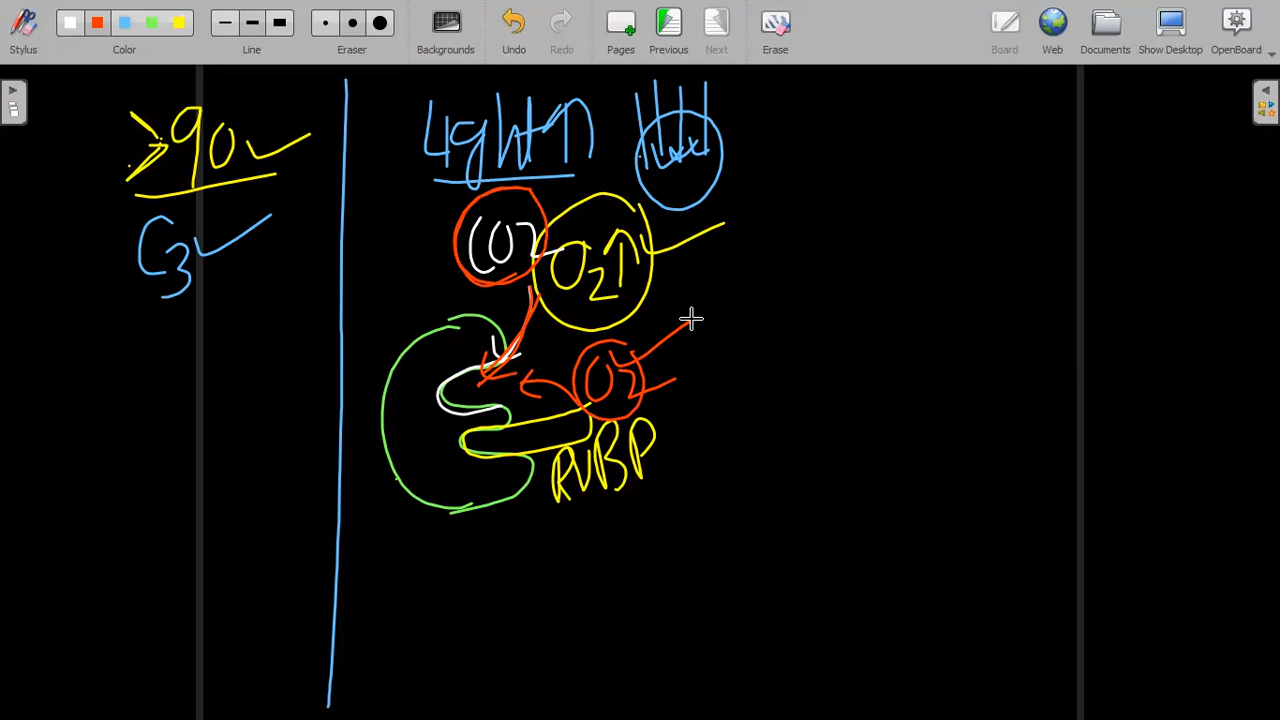 Stylus Color Line Eraser Backgrounds Undo Redo Pages Previous Next Erase Board Web Documents Show Desktop OpenBoard
>90
C3
Light↑
CO2 O2↑
O2
RUBP